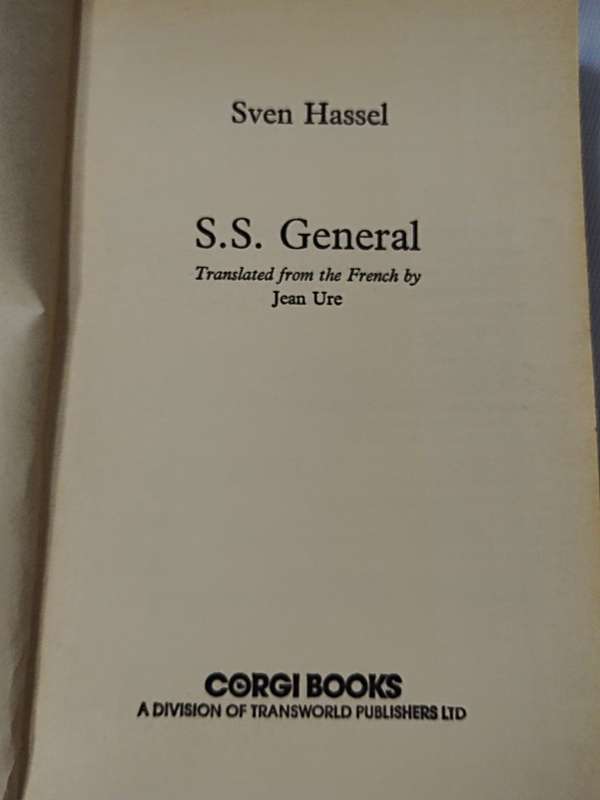 Sven Hassel
S.S. General
Translated from the French by
Jean Ure
CORGI BOOKS
A DIVISION OF TRANSWORLD PUBLISHERS LTD